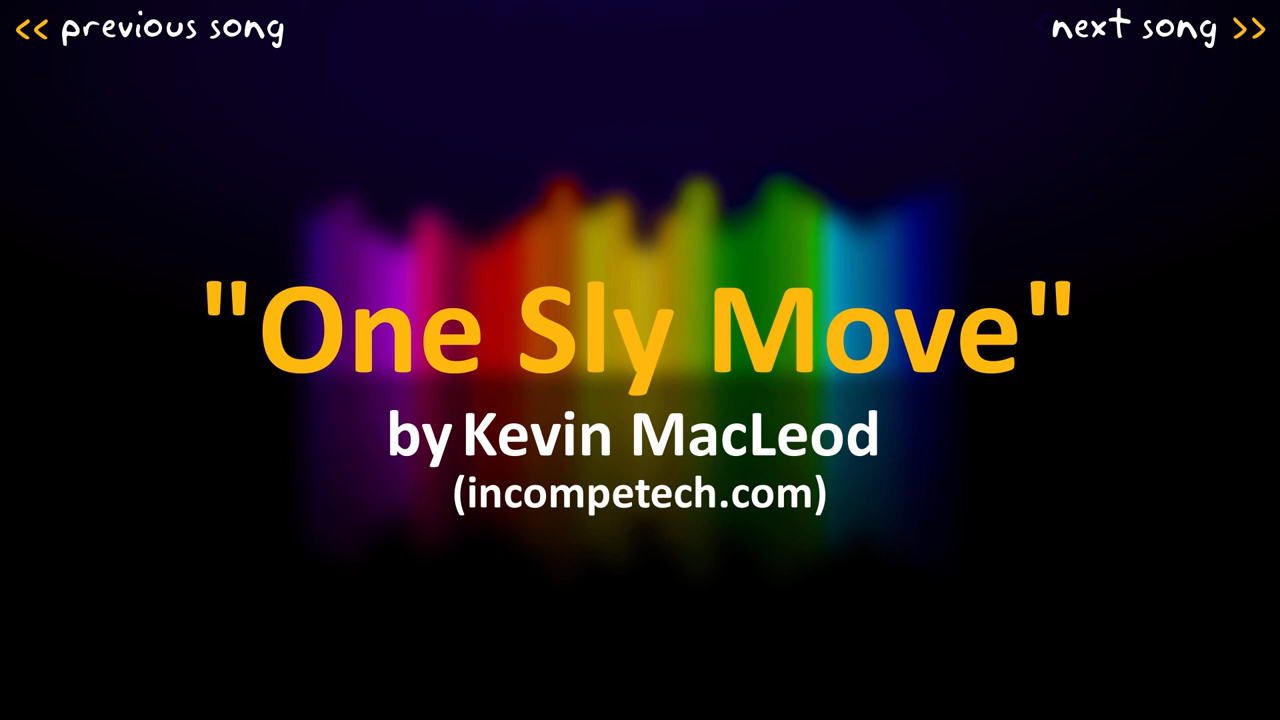 << previous song
next song >>
"One Sly Move"
by Kevin MacLeod
(incompetech.com)